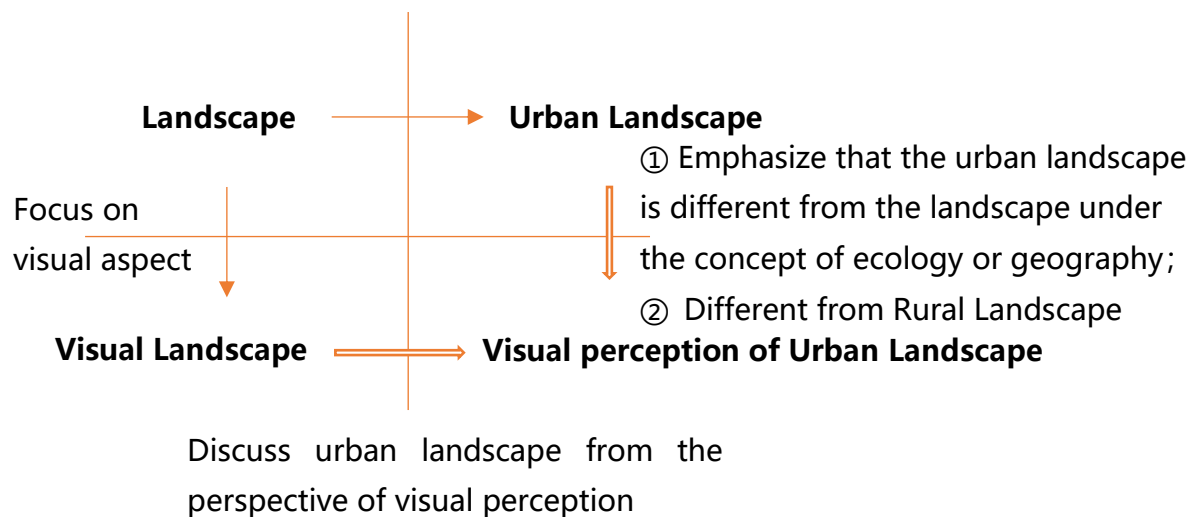 Landscape
Urban Landscape
① Emphasize that the urban landscape
is different from the landscape under
the concept of ecology or geography；
② Different from Rural Landscape
Focus on
visual aspect
Visual Landscape
Visual perception of Urban Landscape
Discuss urban landscape from the
perspective of visual perception